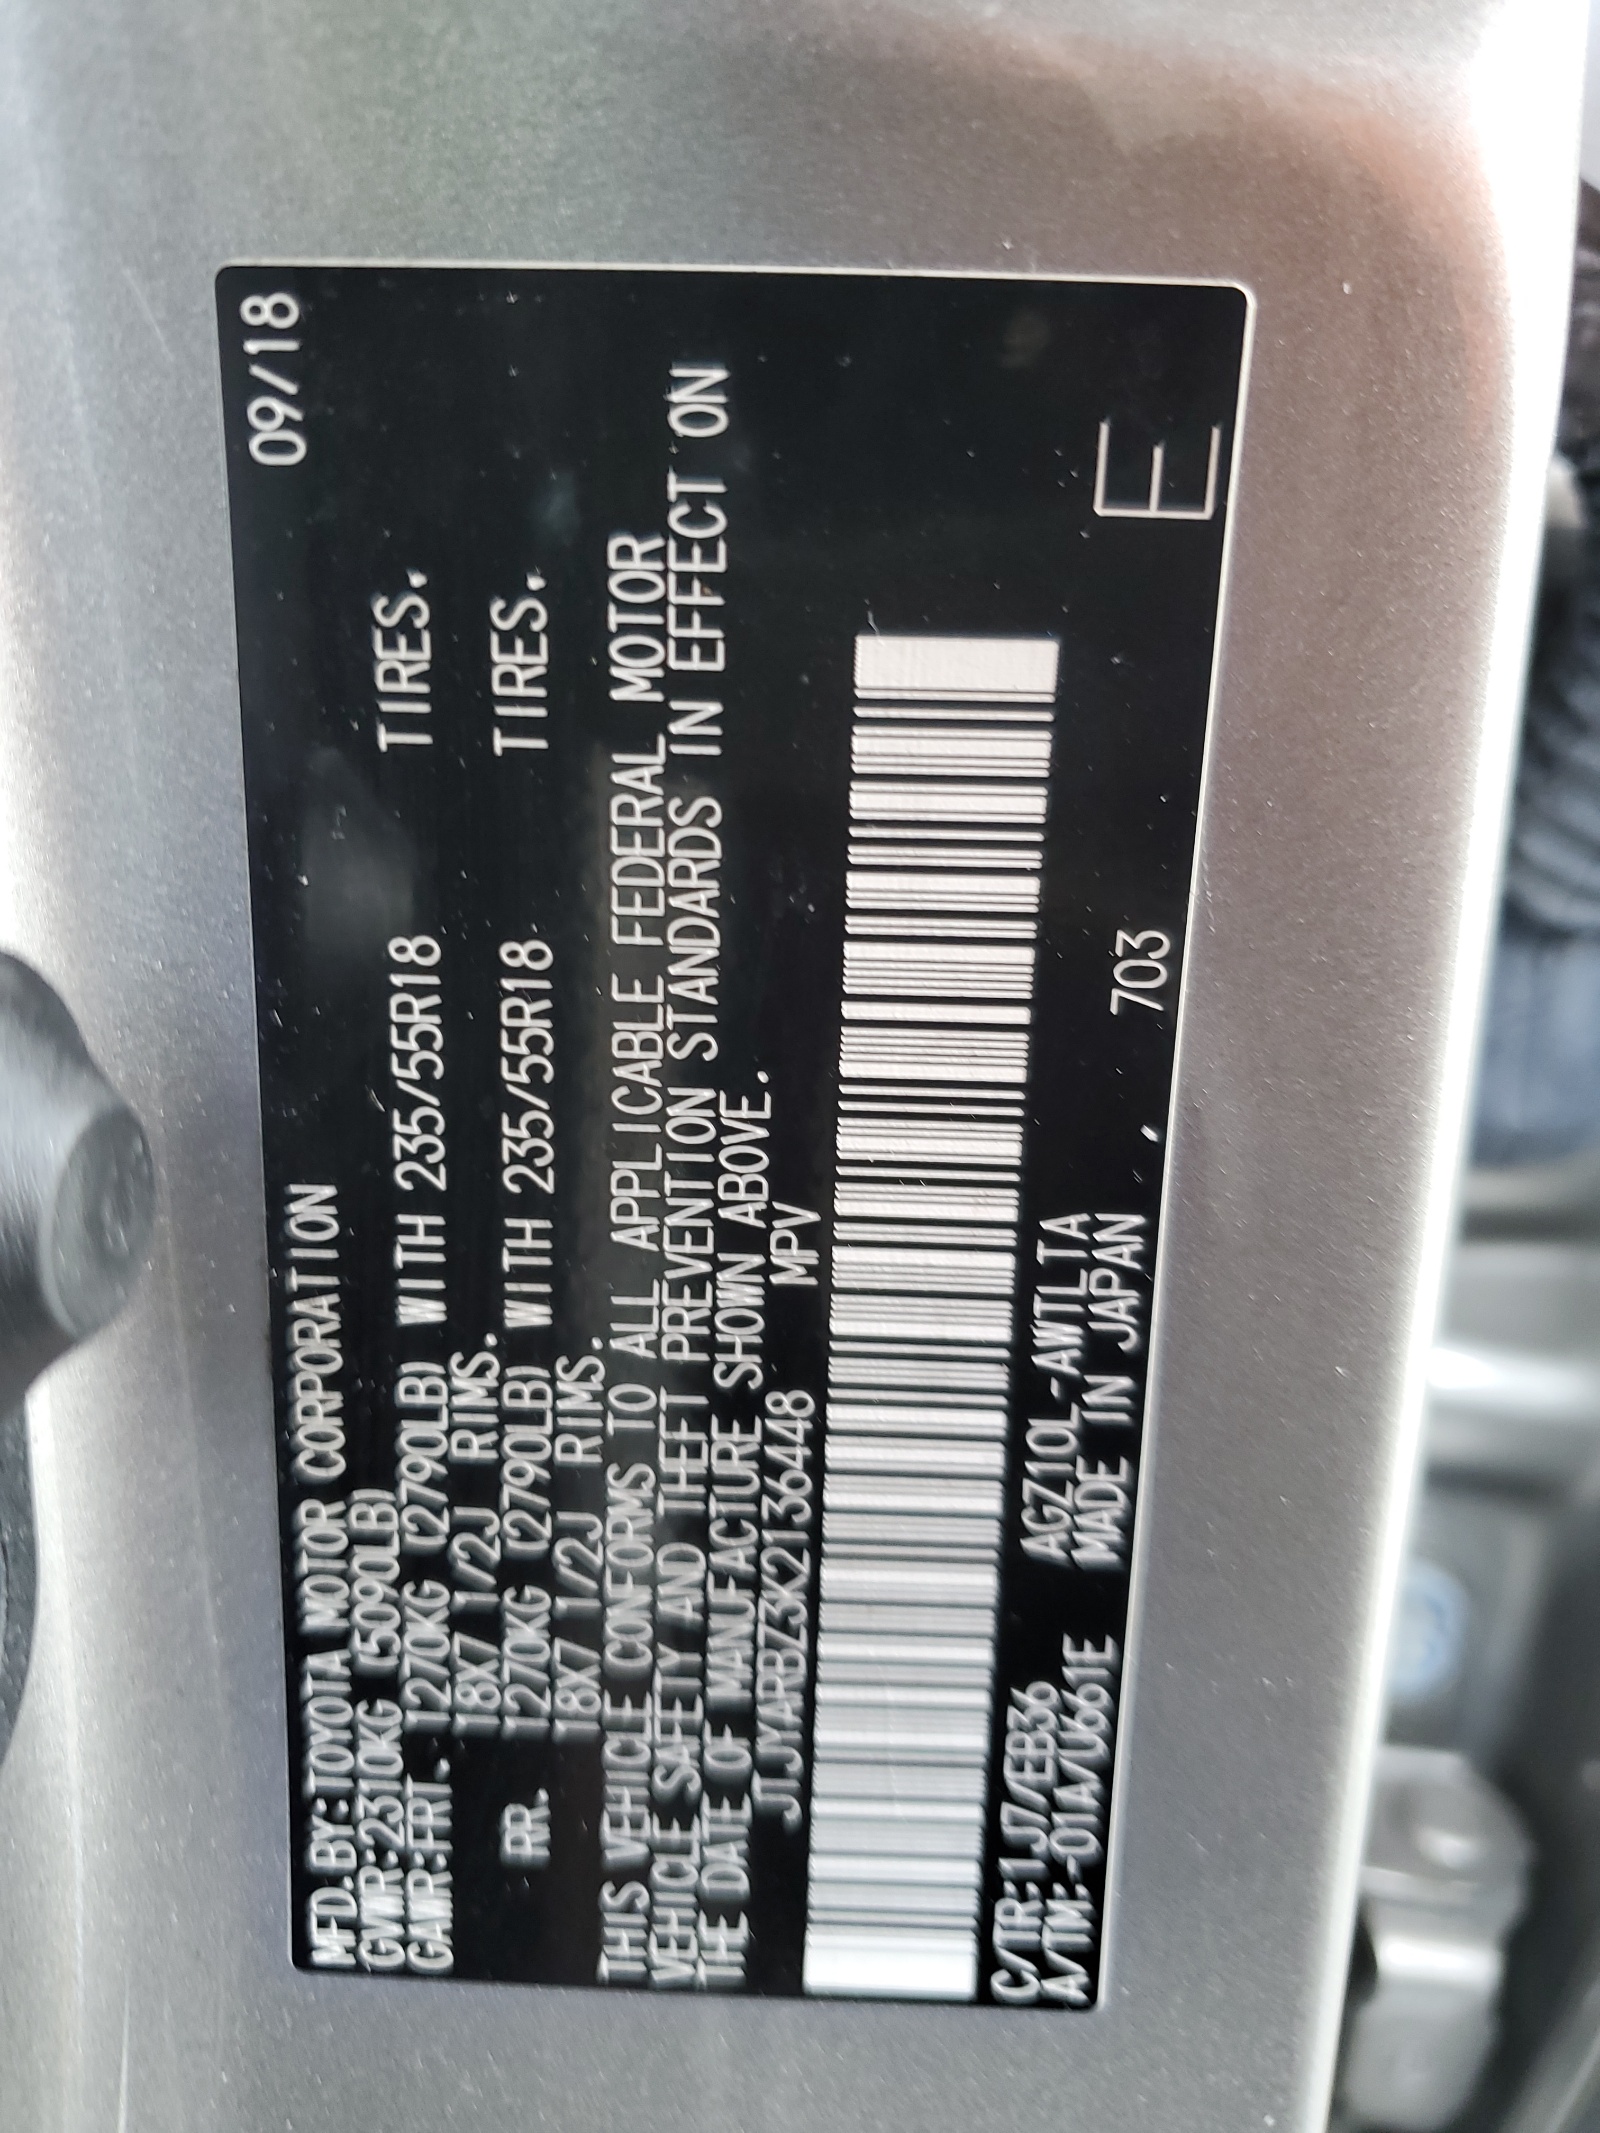 MFD.BY:TOYOTA MOTOR CORPORATION 09/18
GVWR:2310KG (5090LB)
GAWR:FRT. 1270KG (2790LB) WITH 235/55R18 TIRES.
18X7 1/2J RIMS.
RR. 1270KG (2790LB) WITH 235/55R18 TIRES.
18X7 1/2J RIMS.
THIS VEHICLE CONFORMS TO ALL APPLICABLE FEDERAL MOTOR
VEHICLE SAFETY AND THEFT PREVENTION STANDARDS IN EFFECT ON
THE DATE OF MANUFACTURE SHOWN ABOVE.
JTJYARBZ3K2136448 MPV
C/TR:1J7/EB36 AGZ10L-AWTLTA
A/TM:-01A/U661E MADE IN JAPAN . 703
E